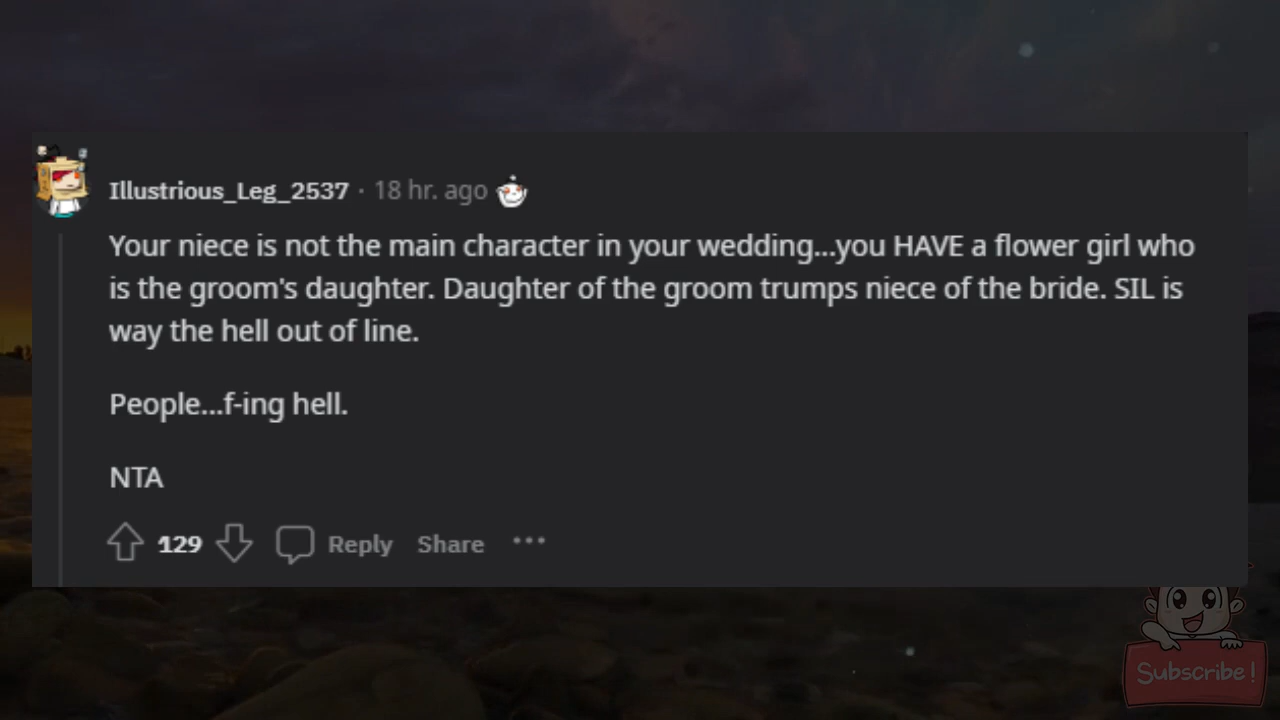 Illustrious_Leg_2537 · 18 hr. ago
Your niece is not the main character in your wedding...you HAVE a flower girl who
is the groom's daughter. Daughter of the groom trumps niece of the bride. SIL is
way the hell out of line.
People...f-ing hell.
NTA
129 Reply Share •••
Subscribe!